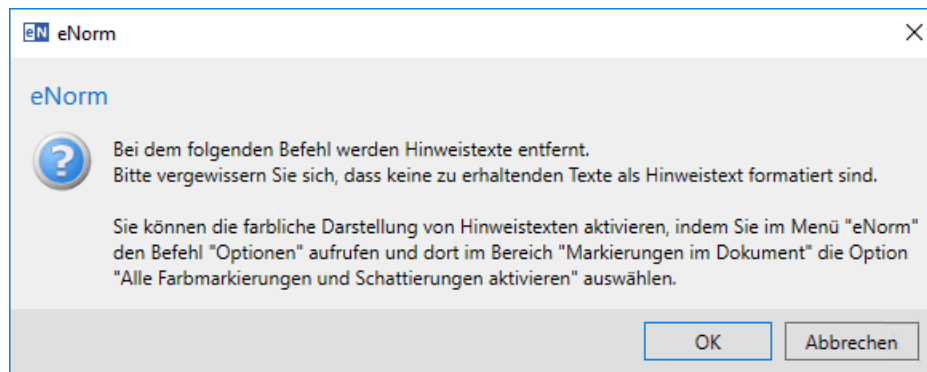 eN eNorm
eNorm
?
Bei dem folgenden Befehl werden Hinweistexte entfernt.
Bitte vergewissern Sie sich, dass keine zu erhaltenden Texte als Hinweistext formatiert sind.
Sie können die farbliche Darstellung von Hinweistexten aktivieren, indem Sie im Menü "eNorm"
den Befehl "Optionen" aufrufen und dort im Bereich "Markierungen im Dokument" die Option
"Alle Farbmarkierungen und Schattierungen aktivieren" auswählen.
OK Abbrechen